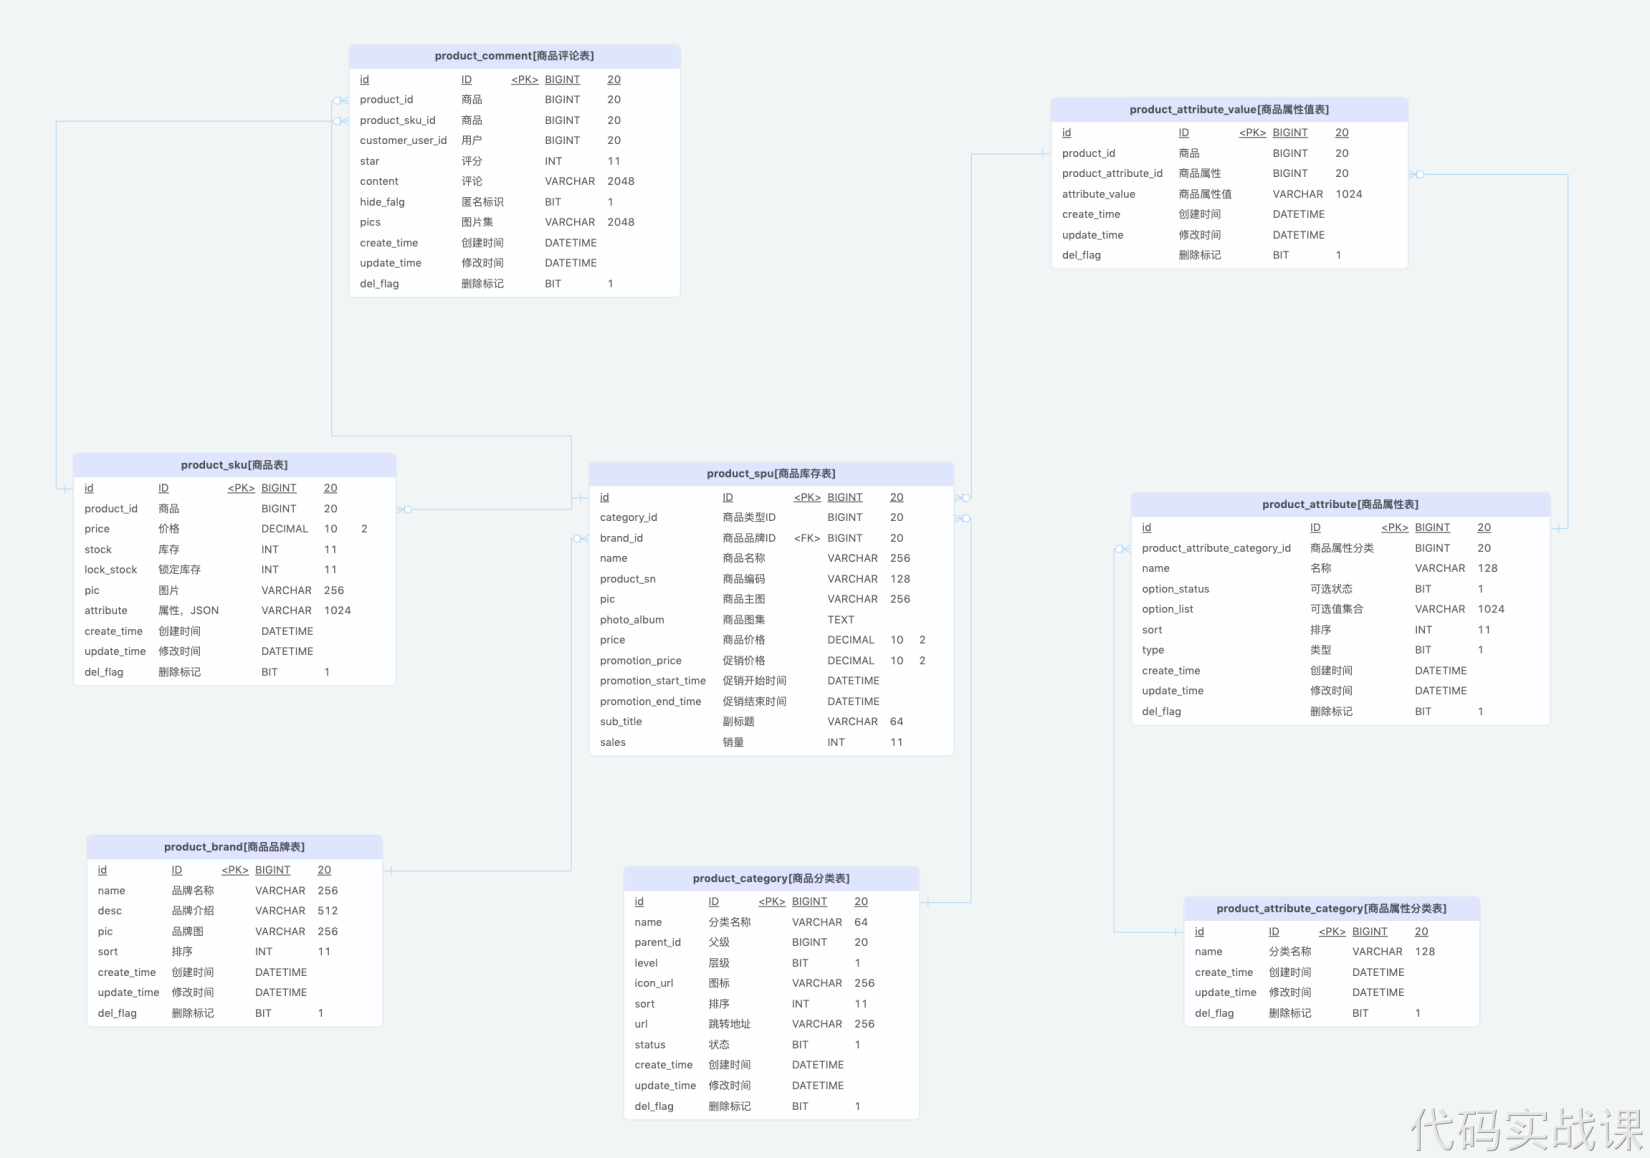 product_comment[商品评论表]
id ID <PK> BIGINT 20
product_id 商品 BIGINT 20
product_sku_id 商品 BIGINT 20
customer_user_id 用户 BIGINT 20
star 评分 INT 11
content 评论 VARCHAR 2048
hide_falg 匿名标识 BIT 1
pics 图片集 VARCHAR 2048
create_time 创建时间 DATETIME
update_time 修改时间 DATETIME
del_flag 删除标记 BIT 1
product_attribute_value[商品属性值表]
id ID <PK> BIGINT 20
product_id 商品 BIGINT 20
product_attribute_id 商品属性 BIGINT 20
attribute_value 商品属性值 VARCHAR 1024
create_time 创建时间 DATETIME
update_time 修改时间 DATETIME
del_flag 删除标记 BIT 1
product_sku[商品表]
id ID <PK> BIGINT 20
product_id 商品 BIGINT 20
price 价格 DECIMAL 10 2
stock 库存 INT 11
lock_stock 锁定库存 INT 11
pic 图片 VARCHAR 256
attribute 属性，JSON VARCHAR 1024
create_time 创建时间 DATETIME
update_time 修改时间 DATETIME
del_flag 删除标记 BIT 1
product_spu[商品库存表]
id ID <PK> BIGINT 20
category_id 商品类型ID BIGINT 20
brand_id 商品品牌ID <FK> BIGINT 20
name 商品名称 VARCHAR 256
product_sn 商品编码 VARCHAR 128
pic 商品主图 VARCHAR 256
photo_album 商品图集 TEXT
price 商品价格 DECIMAL 10 2
promotion_price 促销价格 DECIMAL 10 2
promotion_start_time 促销开始时间 DATETIME
promotion_end_time 促销结束时间 DATETIME
sub_title 副标题 VARCHAR 64
sales 销量 INT 11
product_attribute[商品属性表]
id ID <PK> BIGINT 20
product_attribute_category_id 商品属性分类 BIGINT 20
name 名称 VARCHAR 128
option_status 可选状态 BIT 1
option_list 可选值集合 VARCHAR 1024
sort 排序 INT 11
type 类型 BIT 1
create_time 创建时间 DATETIME
update_time 修改时间 DATETIME
del_flag 删除标记 BIT 1
product_brand[商品品牌表]
id ID <PK> BIGINT 20
name 品牌名称 VARCHAR 256
desc 品牌介绍 VARCHAR 512
pic 品牌图 VARCHAR 256
sort 排序 INT 11
create_time 创建时间 DATETIME
update_time 修改时间 DATETIME
del_flag 删除标记 BIT 1
product_category[商品分类表]
id ID <PK> BIGINT 20
name 分类名称 VARCHAR 64
parent_id 父级 BIGINT 20
level 层级 BIT 1
icon_url 图标 VARCHAR 256
sort 排序 INT 11
url 跳转地址 VARCHAR 256
status 状态 BIT 1
create_time 创建时间 DATETIME
update_time 修改时间 DATETIME
del_flag 删除标记 BIT 1
product_attribute_category[商品属性分类表]
id ID <PK> BIGINT 20
name 分类名称 VARCHAR 128
create_time 创建时间 DATETIME
update_time 修改时间 DATETIME
del_flag 删除标记 BIT 1
代码实战课